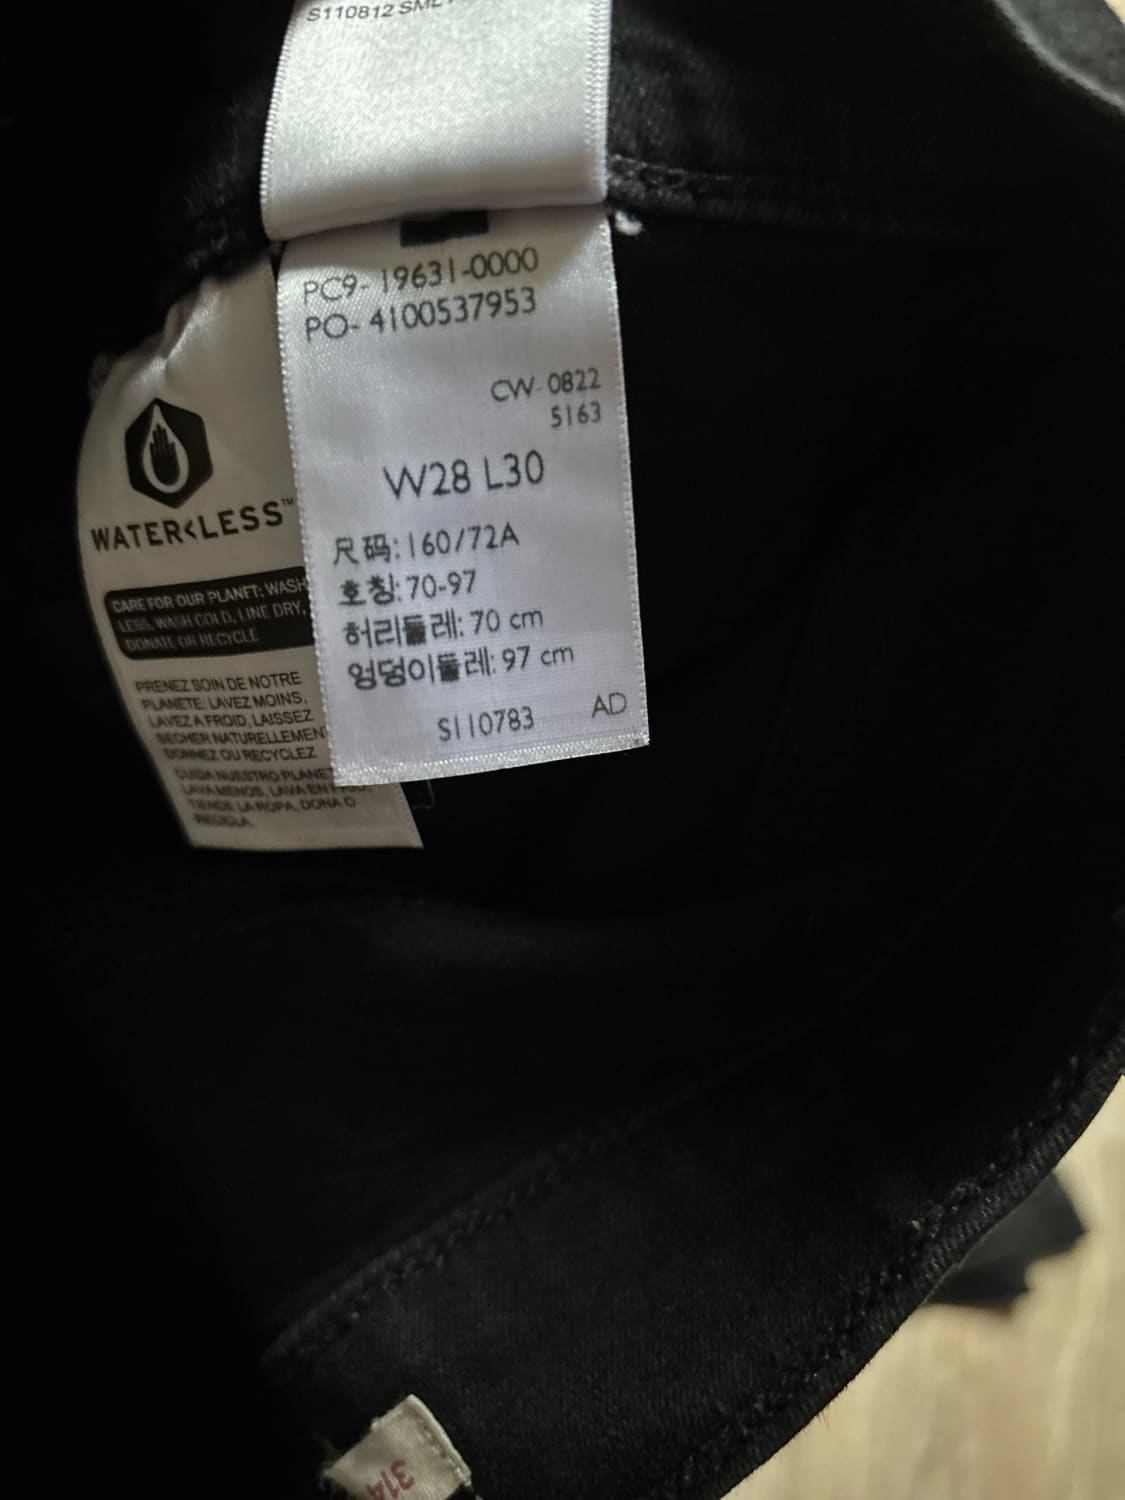 S110812 SML
PC9- 19631-0000
PO- 4100537953
CW- 0822
5163
W28 L30
尺码: 160/72A
호칭: 70-97
허리둘레: 70 cm
엉덩이둘레: 97 cm
S110783 AD
WATER<LESS™
CARE FOR OUR PLANET: WASH
LESS, WASH COLD, LINE DRY,
DONATE OR RECYCLE
PRENEZ SOIN DE NOTRE
PLANETE: LAVEZ MOINS,
LAVEZ A FROID, LAISSEZ
SECHER NATURELLEMEN
DONNEZ OU RECYCLEZ
CUIDA NUESTRO PLANET
LAVA MENOS, LAVA EN
TIENDE LA ROPA, DONA O
RECICLA.
314